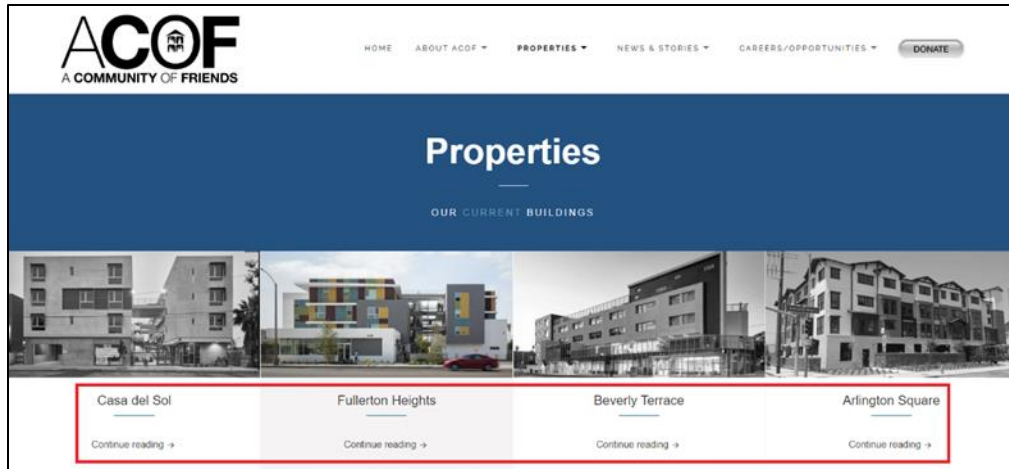 ACOF
A COMMUNITY OF FRIENDS
HOME ABOUT ACOF PROPERTIES NEWS & STORIES CAREERS/OPPORTUNITIES DONATE
Properties
OUR CURRENT BUILDINGS
Casa del Sol Fullerton Heights Beverly Terrace Arlington Square
Continue reading → Continue reading → Continue reading → Continue reading →